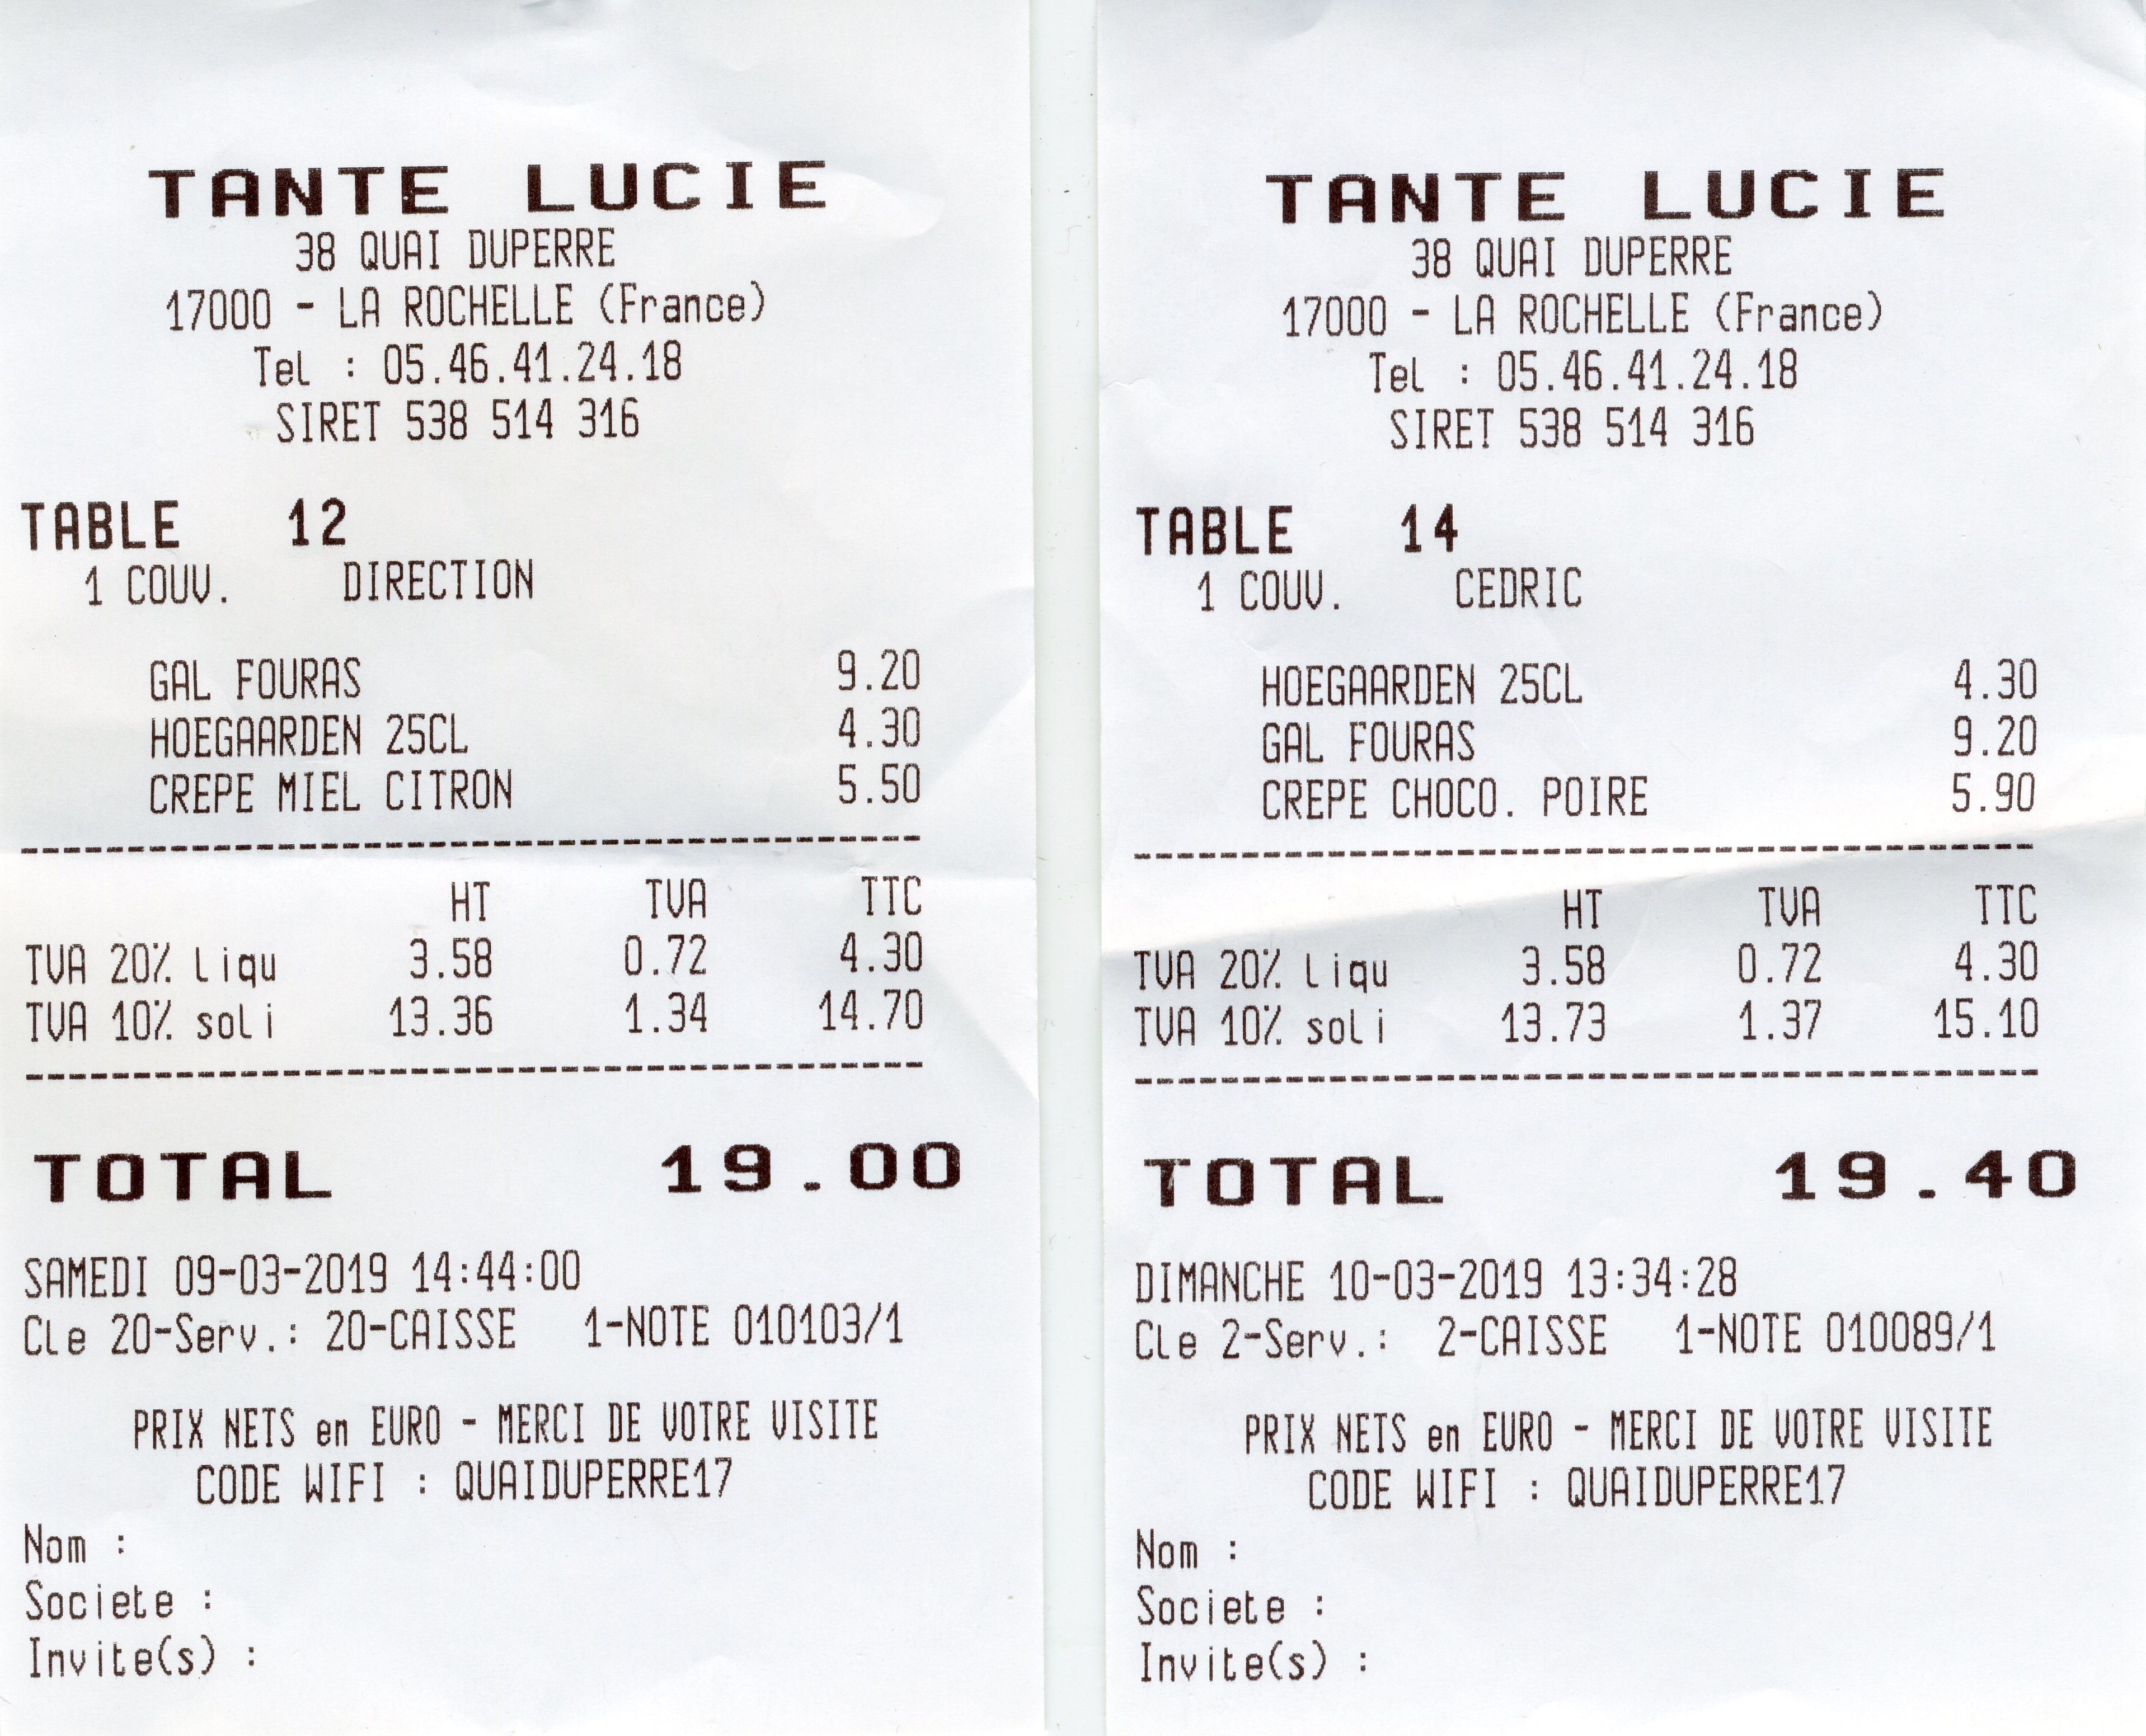 TANTE LUCIE
38 QUAI DUPERRE
17000 - LA ROCHELLE (France)
Tel : 05.46.41.24.18
SIRET 538 514 316
TABLE 12
1 COUV. DIRECTION
GAL FOURAS 9.20
HOEGAARDEN 25CL 4.30
CREPE MIEL CITRON 5.50
HT TVA TTC
TVA 20% Liqu 3.58 0.72 4.30
TVA 10% soli 13.36 1.34 14.70
TOTAL 19.00
SAMEDI 09-03-2019 14:44:00
Cle 20-Serv.: 20-CAISSE 1-NOTE 010103/1
PRIX NETS en EURO - MERCI DE VOTRE VISITE
CODE WIFI : QUAIDUPERRE17
Nom :
Societe :
Invite(s) :
TANTE LUCIE
38 QUAI DUPERRE
17000 - LA ROCHELLE (France)
Tel : 05.46.41.24.18
SIRET 538 514 316
TABLE 14
1 COUV. CEDRIC
HOEGAARDEN 25CL 4.30
GAL FOURAS 9.20
CREPE CHOCO. POIRE 5.90
HT TVA TTC
TVA 20% Liqu 3.58 0.72 4.30
TVA 10% soli 13.73 1.37 15.10
TOTAL 19.40
DIMANCHE 10-03-2019 13:34:28
Cle 2-Serv.: 2-CAISSE 1-NOTE 010089/1
PRIX NETS en EURO - MERCI DE VOTRE VISITE
CODE WIFI : QUAIDUPERRE17
Nom :
Societe :
Invite(s) :